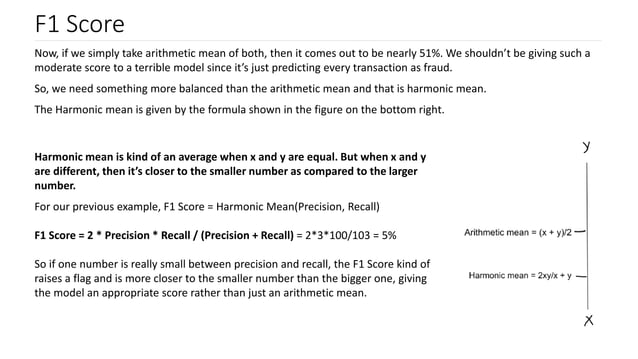 F1 Score
Now, if we simply take arithmetic mean of both, then it comes out to be nearly 51%. We shouldn't be giving such a
moderate score to a terrible model since it's just predicting every transaction as fraud.
So, we need something more balanced than the arithmetic mean and that is harmonic mean.
The Harmonic mean is given by the formula shown in the figure on the bottom right.
Harmonic mean is kind of an average when x and y are equal. But when x and y
are different, then it's closer to the smaller number as compared to the larger
number.
For our previous example, F1 Score = Harmonic Mean(Precision, Recall)
F1 Score = 2 * Precision * Recall / (Precision + Recall) = 2*3*100/103 = 5%
So if one number is really small between precision and recall, the F1 Score kind of
raises a flag and is more closer to the smaller number than the bigger one, giving
the model an appropriate score rather than just an arithmetic mean.
y
Arithmetic mean = (x + y)/2
Harmonic mean = 2xy/x + y
X